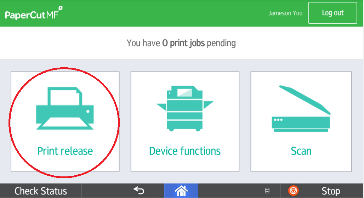 PaperCut MF
Jameson Yoo
Log out
You have 0 print jobs pending
Print release
Device functions
Scan
Check Status
Stop